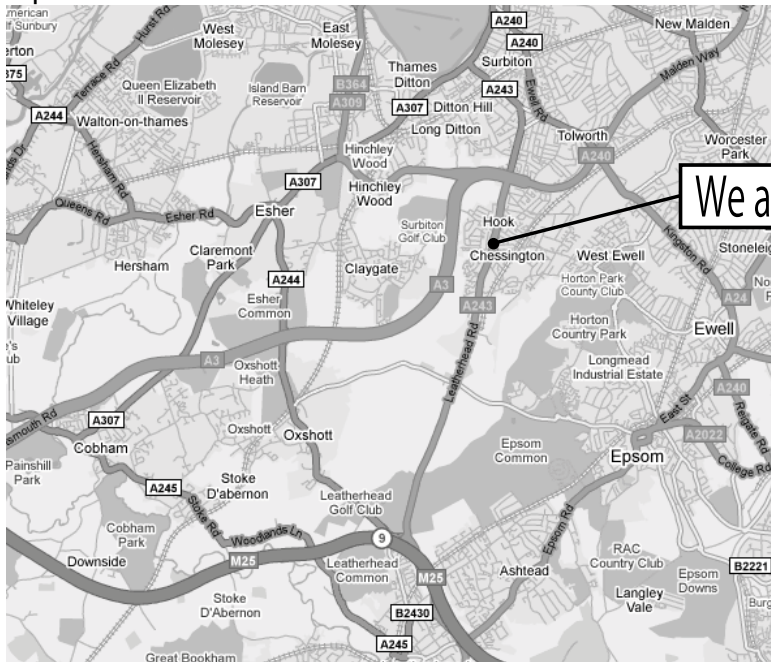 American
f Sunbury
Hurst Rd
West
Molesey
East
Molesey
A240
New Malden
A240
Thames
Ditton
Surbiton
Malden Way
B375
Terrace Rd
Queen Elizabeth
II Reservoir
Island Barn
Reservoir
B364
A309
A243
A307
Ditton Hill
Ewell Rd
A244
Walton-on-thames
Long Ditton
Tolworth
Hinchley
Wood
A240
Worcester
Park
Hersham Rd
A307
Hinchley
Wood
We a
Queens Rd
Esher Rd
Esher
Surbiton
Golf Club
Hook
Kingston Rd
Claremont
Park
Chessington
West Ewell
Stoneleig
Hersham
Claygate
A244
A3
Horton Park
County Club
Whiteley
Village
Esher
Common
A243
A24
Horton
Country Park
Ewell
Leatherhead Rd
A3
Oxshott
Heath
Longmead
Industrial Estate
A240
East St
Reigate Rd
A307
Portsmouth Rd
Oxshott
Oxshott
A2022
Cobham
Epsom
Common
Epsom
College Rd
Painshill
Park
Stoke
D'abernon
A245
Leatherhead
Golf Club
Stoke Rd
Cobham
Park
Woodlands Ln
9
Epsom Rd
RAC
Country Club
Downside
M25
Leatherhead
Common
M25
Ashtead
Epsom
Downs
B2221
Stoke
D'Abernon
B2430
Langley
Vale
Burg
A245
Great Bookham